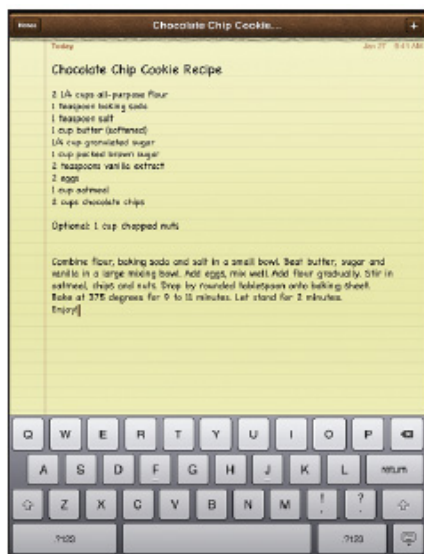 Notes
Chocolate Chip Cookie...
+
Today
Jan 27 9:41 AM
Chocolate Chip Cookie Recipe
2 1/4 cups all-purpose flour
1 teaspoon baking soda
1 teaspoon salt
1 cup butter (softened)
1/4 cup granulated sugar
1 cup packed brown sugar
2 teaspoons vanilla extract
2 eggs
1 cup oatmeal
2 cups chocolate chips
Optional: 1 cup chopped nuts
Combine flour, baking soda and salt in a small bowl. Beat butter, sugar and
vanilla in a large mixing bowl. Add eggs, mix well. Add flour gradually. Stir in
oatmeal, chips and nuts. Drop by rounded tablespoon onto baking sheet.
Bake at 375 degrees for 9 to 11 minutes. Let stand for 2 minutes.
Enjoy!
Q W E R T Y U I O P
A S D F G H J K L return
Z X C V B N M ! , ? .
.?123 .?123